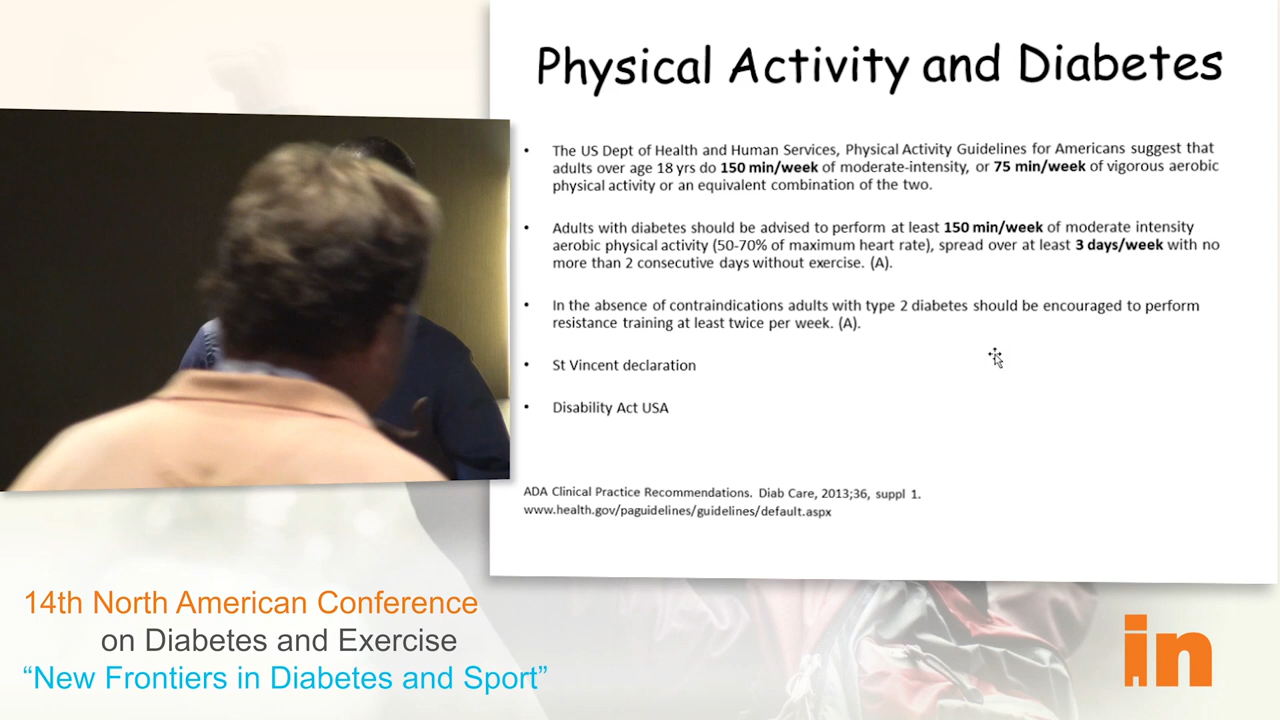 Physical Activity and Diabetes
• The US Dept of Health and Human Services, Physical Activity Guidelines for Americans suggest that
adults over age 18 yrs do 150 min/week of moderate-intensity, or 75 min/week of vigorous aerobic
physical activity or an equivalent combination of the two.
• Adults with diabetes should be advised to perform at least 150 min/week of moderate intensity
aerobic physical activity (50-70% of maximum heart rate), spread over at least 3 days/week with no
more than 2 consecutive days without exercise. (A).
• In the absence of contraindications adults with type 2 diabetes should be encouraged to perform
resistance training at least twice per week. (A).
• St Vincent declaration
• Disability Act USA
ADA Clinical Practice Recommendations. Diab Care, 2013;36, suppl 1.
www.health.gov/paguidelines/guidelines/default.aspx
14th North American Conference
on Diabetes and Exercise
“New Frontiers in Diabetes and Sport”
in